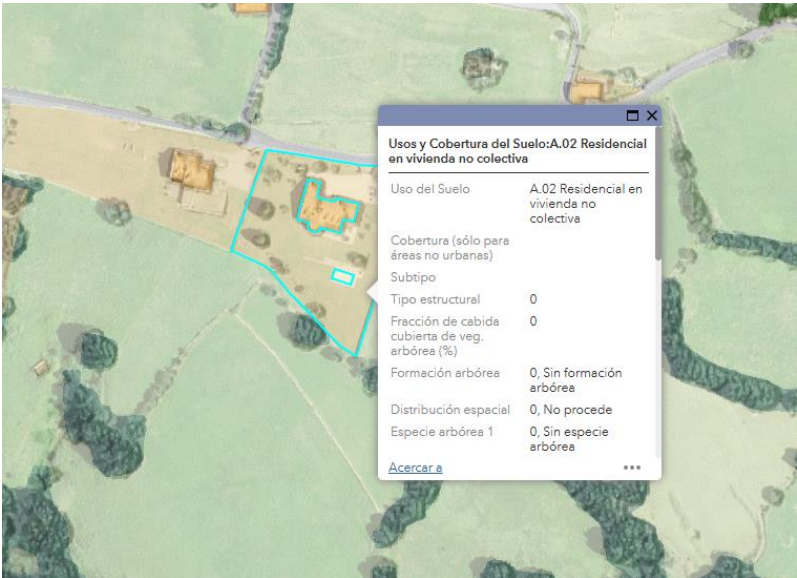 Usos y Cobertura del Suelo:A.02 Residencial
en vivienda no colectiva
Uso del Suelo A.02 Residencial en
vivienda no
colectiva
Cobertura (sólo para
áreas no urbanas)
Subtipo
Tipo estructural 0
Fracción de cabida 0
cubierta de veg.
arbórea (%)
Formación arbórea 0, Sin formación
arbórea
Distribución espacial 0, No procede
Especie arbórea 1 0, Sin especie
arbórea
Acercar a